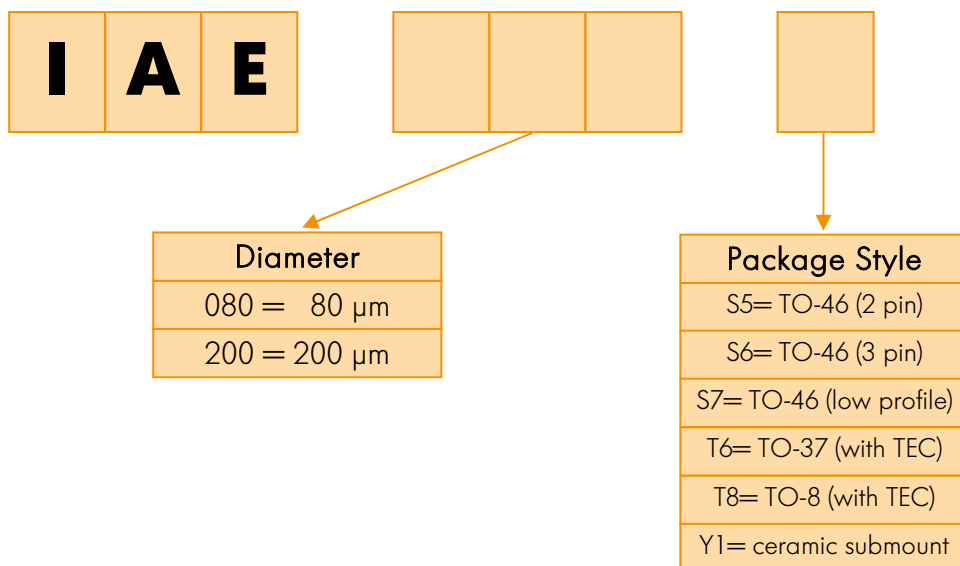 I A E
Diameter
080 = 80 µm
200 = 200 µm
Package Style
S5= TO-46 (2 pin)
S6= TO-46 (3 pin)
S7= TO-46 (low profile)
T6= TO-37 (with TEC)
T8= TO-8 (with TEC)
Y1= ceramic submount